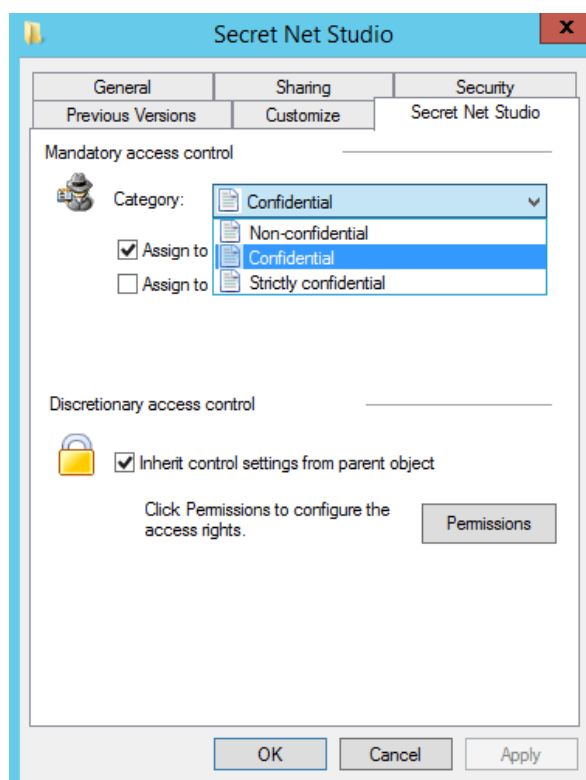 Secret Net Studio
x
General Sharing Security
Previous Versions Customize Secret Net Studio
Mandatory access control
Category: Confidential
Non-confidential
Assign to
Confidential
Assign to Strictly confidential
Discretionary access control
Inherit control settings from parent object
Click Permissions to configure the
access rights.
Permissions
OK Cancel Apply